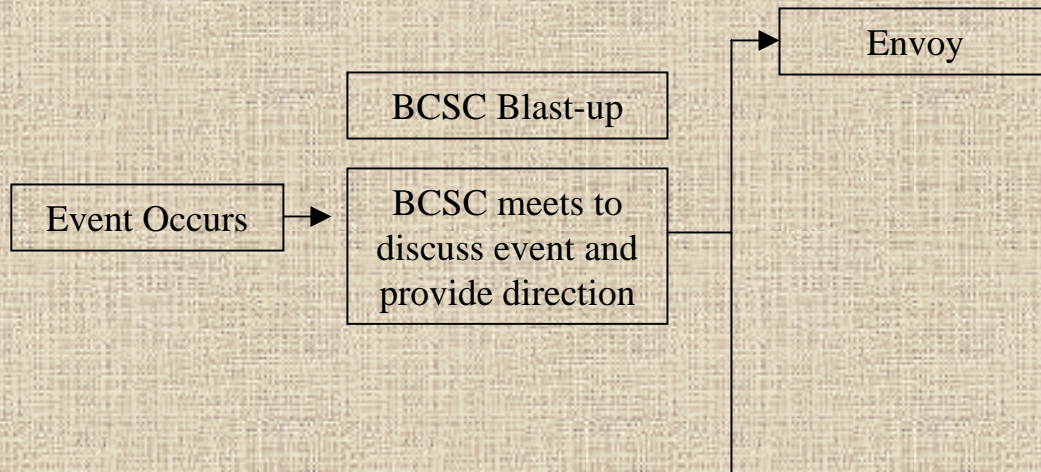 Envoy
BCSC Blast-up
Event Occurs
BCSC meets to
discuss event and
provide direction